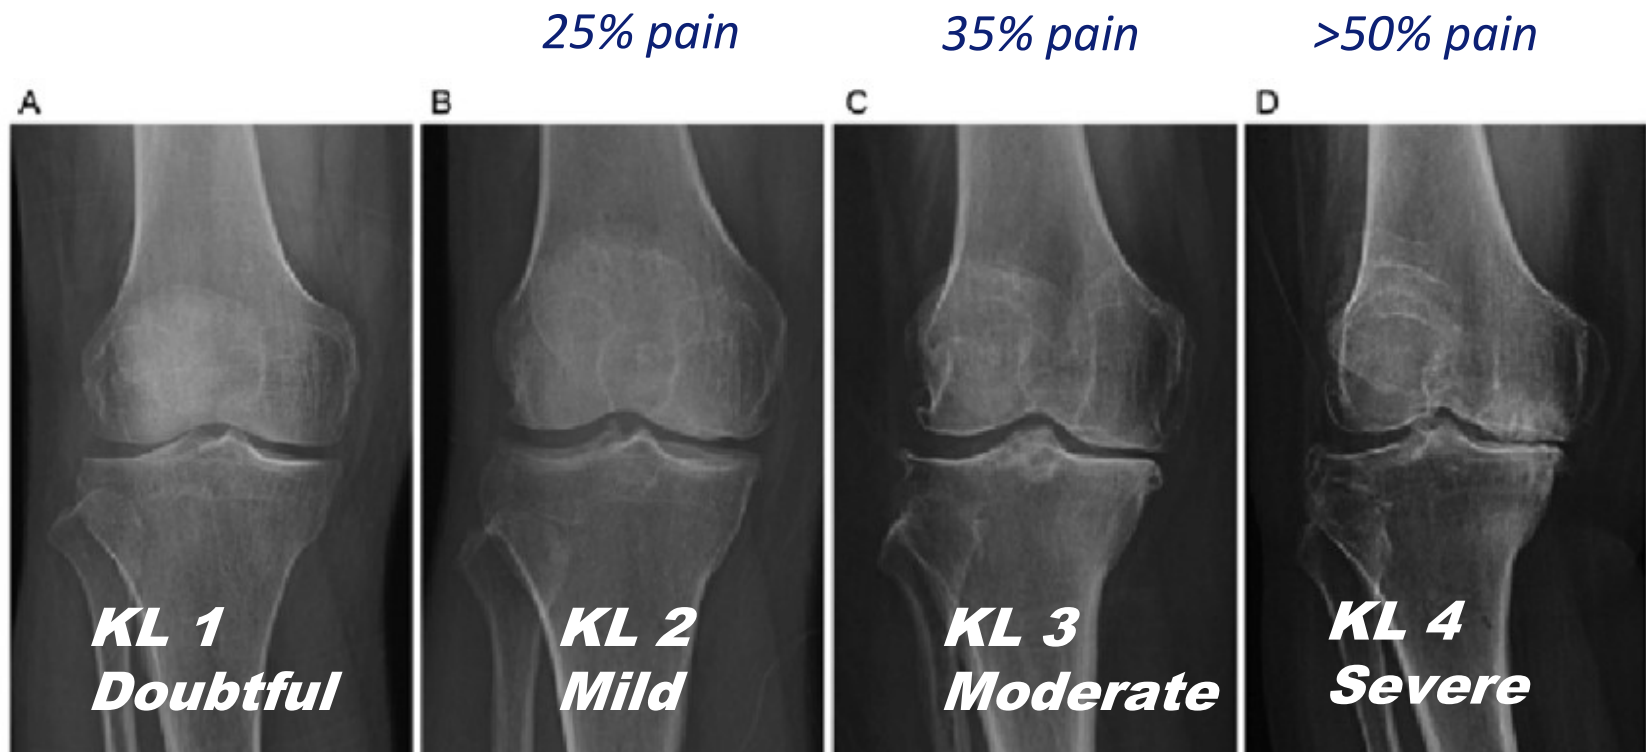 25% pain
35% pain
>50% pain
A
B
C
D
KL 1
Doubtful
KL 2
Mild
KL 3
Moderate
KL 4
Severe